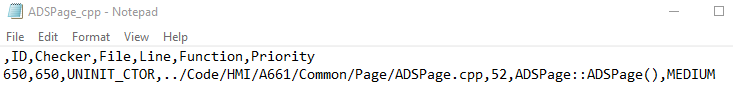 ADSPage_cpp - Notepad
File Edit Format View Help
,ID,Checker,File,Line,Function,Priority
650,650,UNINIT_CTOR,../Code/HMI/A661/Common/Page/ADSPage.cpp,52,ADSPage::ADSPage(),MEDIUM